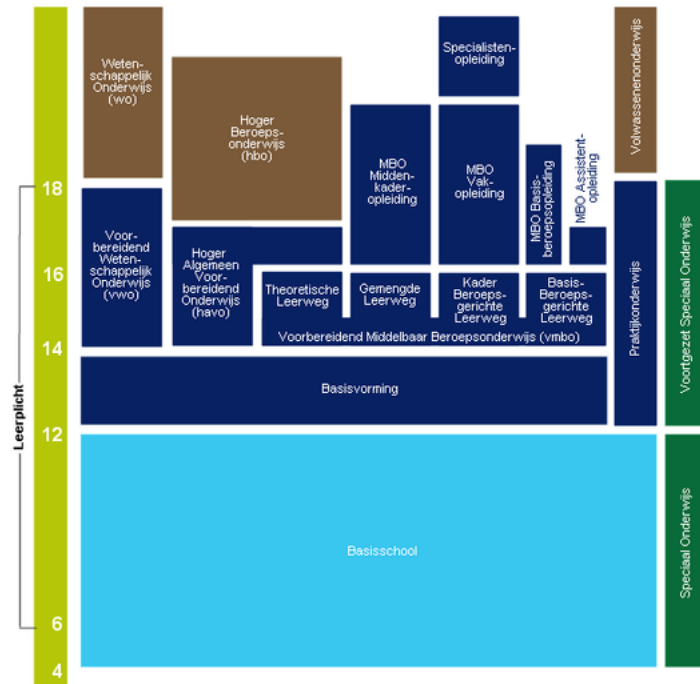 Weten-
schappelijk
Onderwijs
(wo)
Hoger
Beroeps-
onderwijs
(hbo)
Specialisten-
opleiding
Volwassenenonderwijs
MBO
Midden-
kader-
opleiding
MBO
Vak-
opleiding
MBO Basis-
beroepsopleiding
MBO Assistent-
opleiding
18
Voor-
bereidend
Weten-
schappelijk
Onderwijs
(vwo)
Hoger
Algemeen
Voor-
bereidend
Onderwijs
(havo)
16
Theoretische
Leerweg
Gemengde
Leerweg
Kader
Beroeps-
gerichte
Leerweg
Basis-
Beroeps-
gerichte
Leerweg
Voorbereidend Middelbaar Beroepsonderwijs (vmbo)
Praktijkonderwijs
Voortgezet Speciaal Onderwijs
14
Leerplicht
Basisvorming
12
Basisschool
Speciaal Onderwijs
6
4